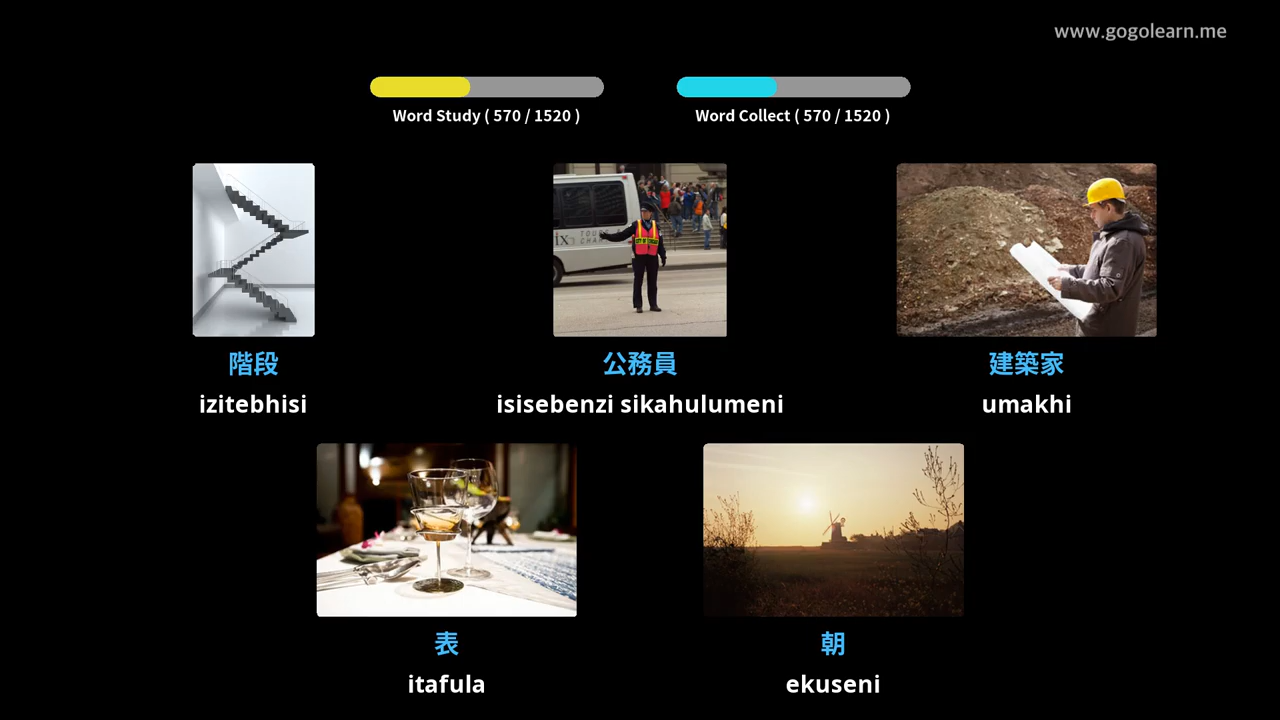 www.gogolearn.me
Word Study ( 570 / 1520 )
Word Collect ( 570 / 1520 )
階段
公務員
建築家
izitebhisi
isisebenzi sikahulumeni
umakhi
表
朝
itafula
ekuseni